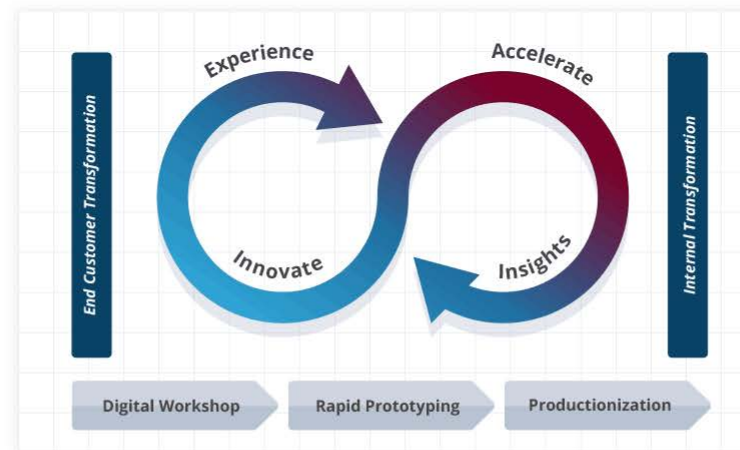 Experience
Accelerate
End Customer Transformation
Internal Transformation
Innovate
Insights
Digital Workshop
Rapid Prototyping
Productionization